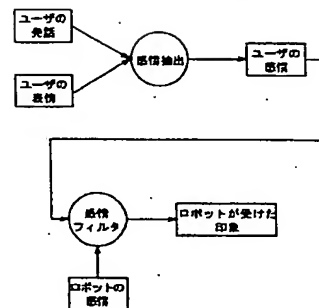 ユーザの
発話
ユーザの
表情
感情抽出
ユーザの
感情
感情
フィルタ
ロボットが受けた
印象
ロボットの
感情